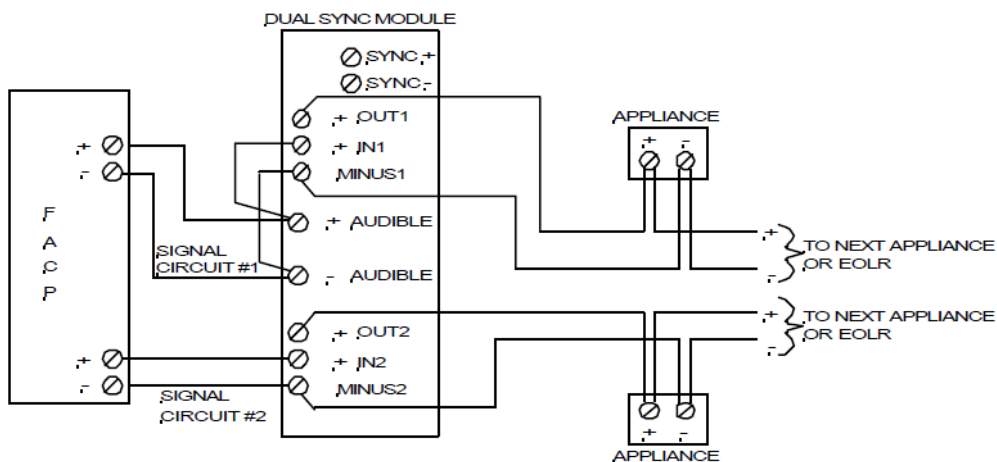 DUAL SYNC MODULE
SYNC +
SYNC -
+ OUT1
+ IN1
MINUS1
+ AUDIBLE
- AUDIBLE
+ OUT2
+ IN2
MINUS2
+
-
F
A
C
P
+
-
SIGNAL
CIRCUIT #1
SIGNAL
CIRCUIT #2
APPLIANCE
+ -
+
-
TO NEXT APPLIANCE
OR EOLR
+
-
TO NEXT APPLIANCE
OR EOLR
+ -
APPLIANCE